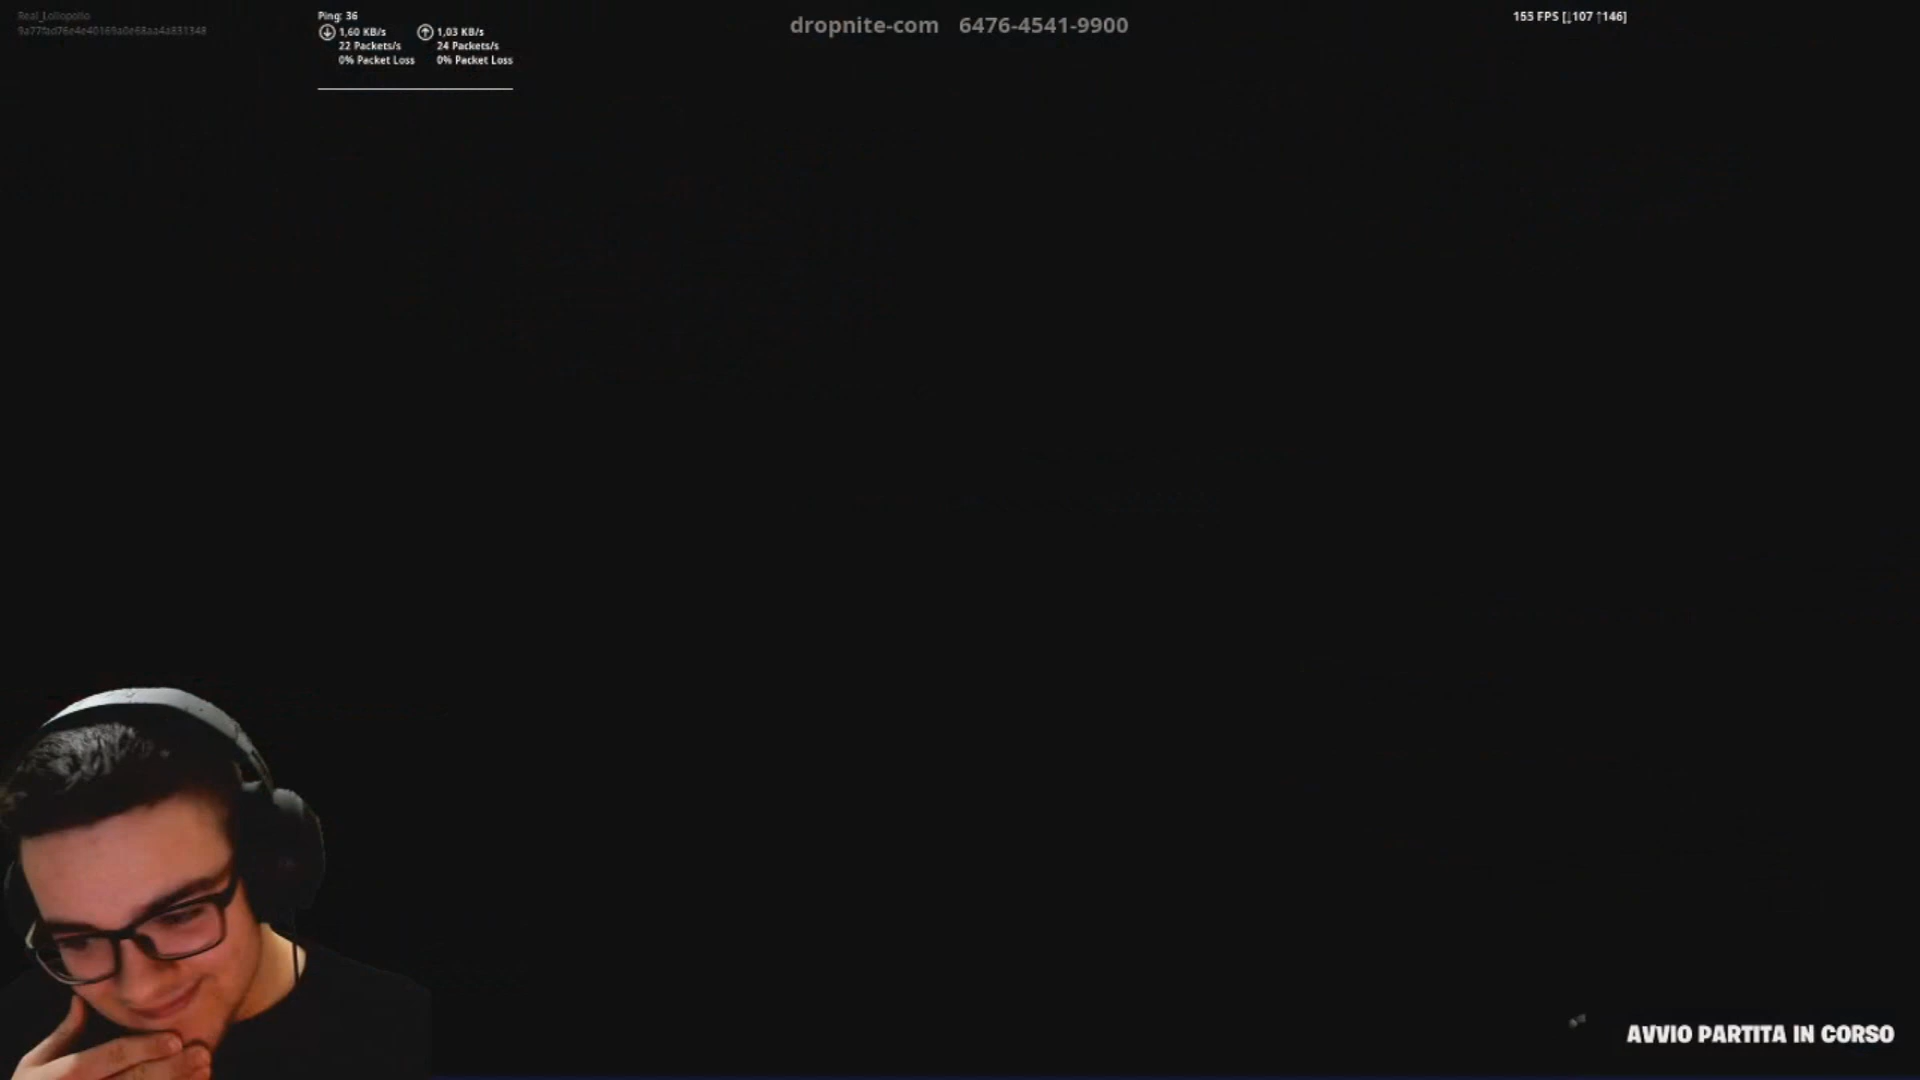 Real_Lollopollo
Ping: 36
1,60 KB/s 1,03 KB/s
22 Packets/s 24 Packets/s
0% Packet Loss 0% Packet Loss
dropnite-com 6476-4541-9900
155 FPS [↓107 ↑146]
AVVIO PARTITA IN CORSO